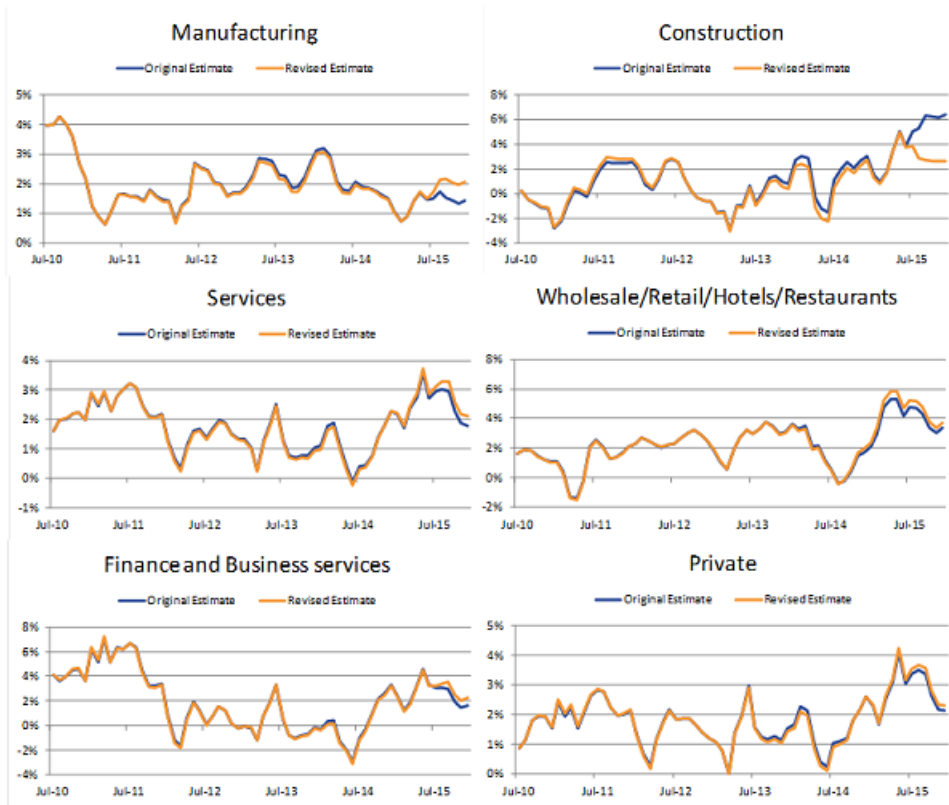 Manufacturing
Original Estimate Revised Estimate
5%
4%
3%
2%
1%
0%
Jul-10 Jul-11 Jul-12 Jul-13 Jul-14 Jul-15
Construction
Original Estimate Revised Estimate
8%
6%
4%
2%
0%
-2%
-4%
Jul-10 Jul-11 Jul-12 Jul-13 Jul-14 Jul-15
Services
Original Estimate Revised Estimate
4%
3%
2%
1%
0%
-1%
Jul-10 Jul-11 Jul-12 Jul-13 Jul-14 Jul-15
Wholesale/Retail/Hotels/Restaurants
Original Estimate Revised Estimate
8%
6%
4%
2%
0%
-2%
Jul-10 Jul-11 Jul-12 Jul-13 Jul-14 Jul-15
Finance and Business services
Original Estimate Revised Estimate
8%
6%
4%
2%
0%
-2%
-4%
Jul-10 Jul-11 Jul-12 Jul-13 Jul-14 Jul-15
Private
Original Estimate Revised Estimate
5%
4%
3%
2%
1%
0%
Jul-10 Jul-11 Jul-12 Jul-13 Jul-14 Jul-15